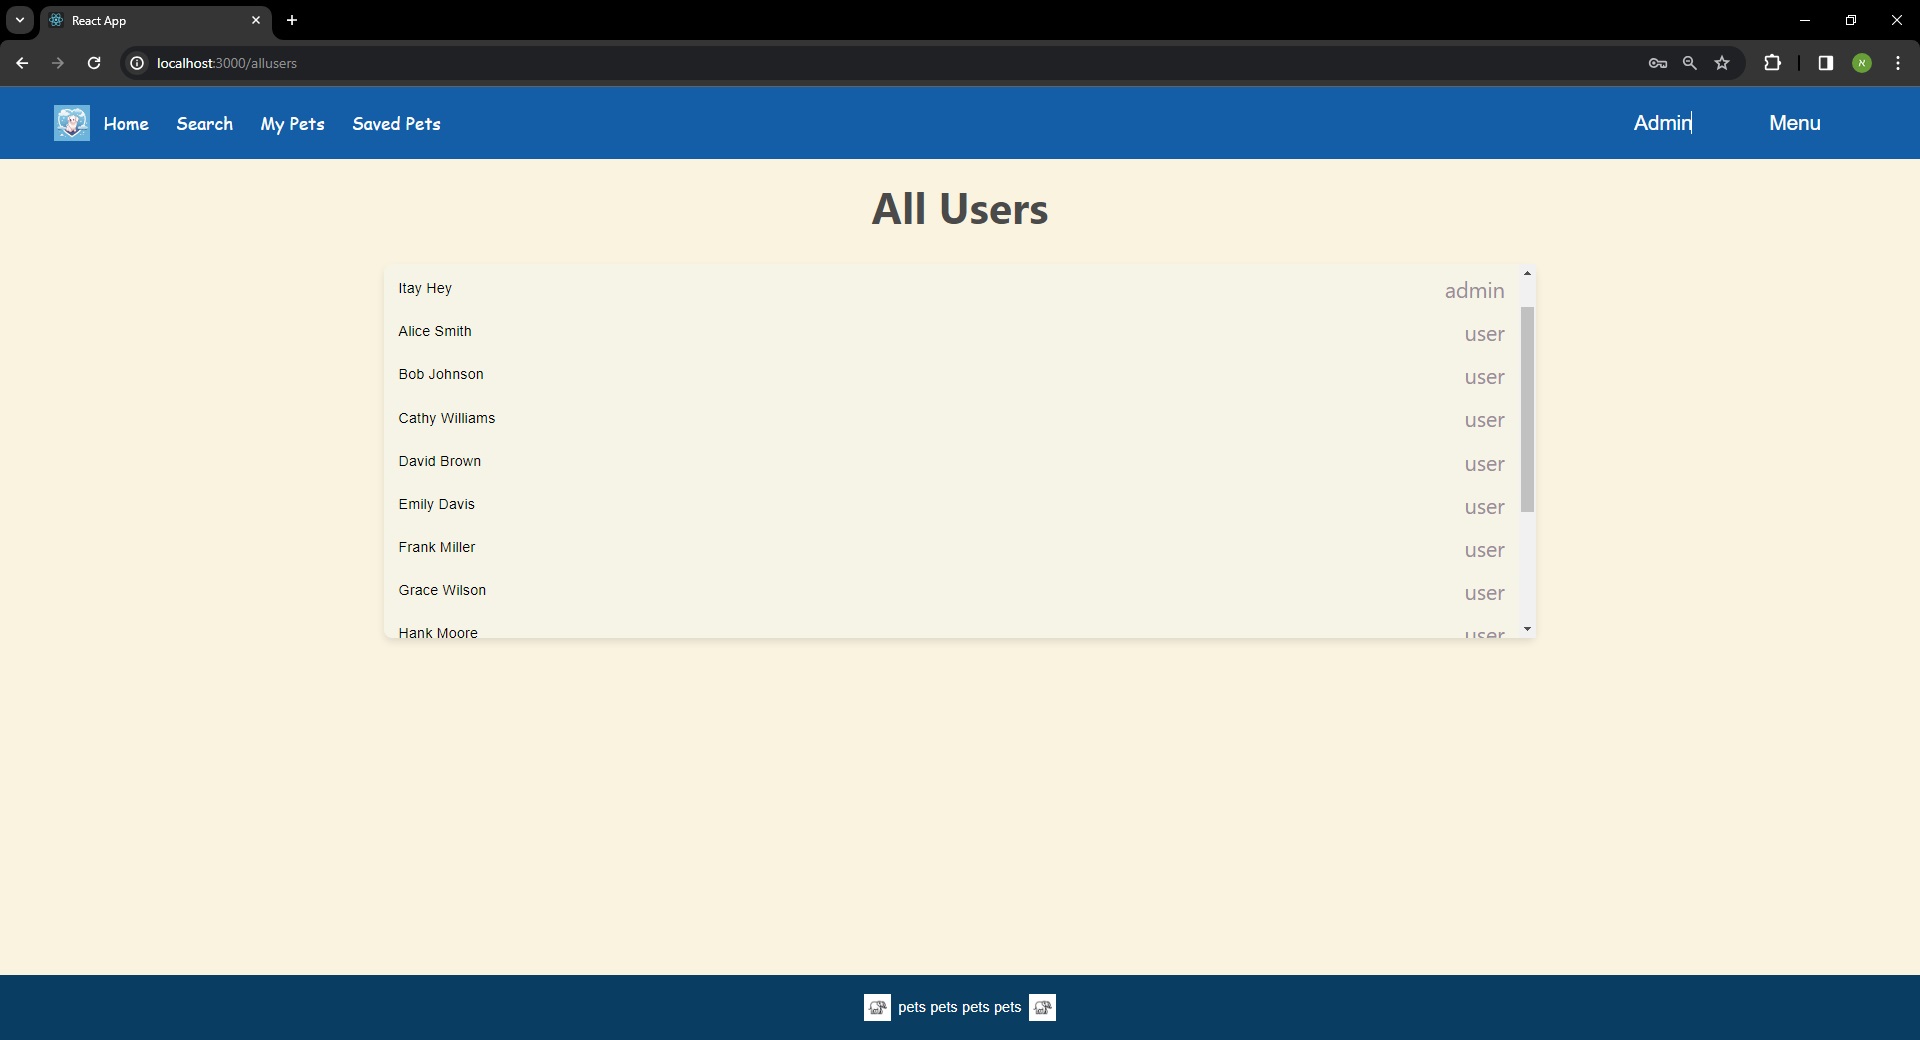 React App
localhost:3000/allusers
א
Home Search My Pets Saved Pets Admin Menu
All Users
Itay Hey admin
Alice Smith user
Bob Johnson user
Cathy Williams user
David Brown user
Emily Davis user
Frank Miller user
Grace Wilson user
Hank Moore user
pets pets pets pets